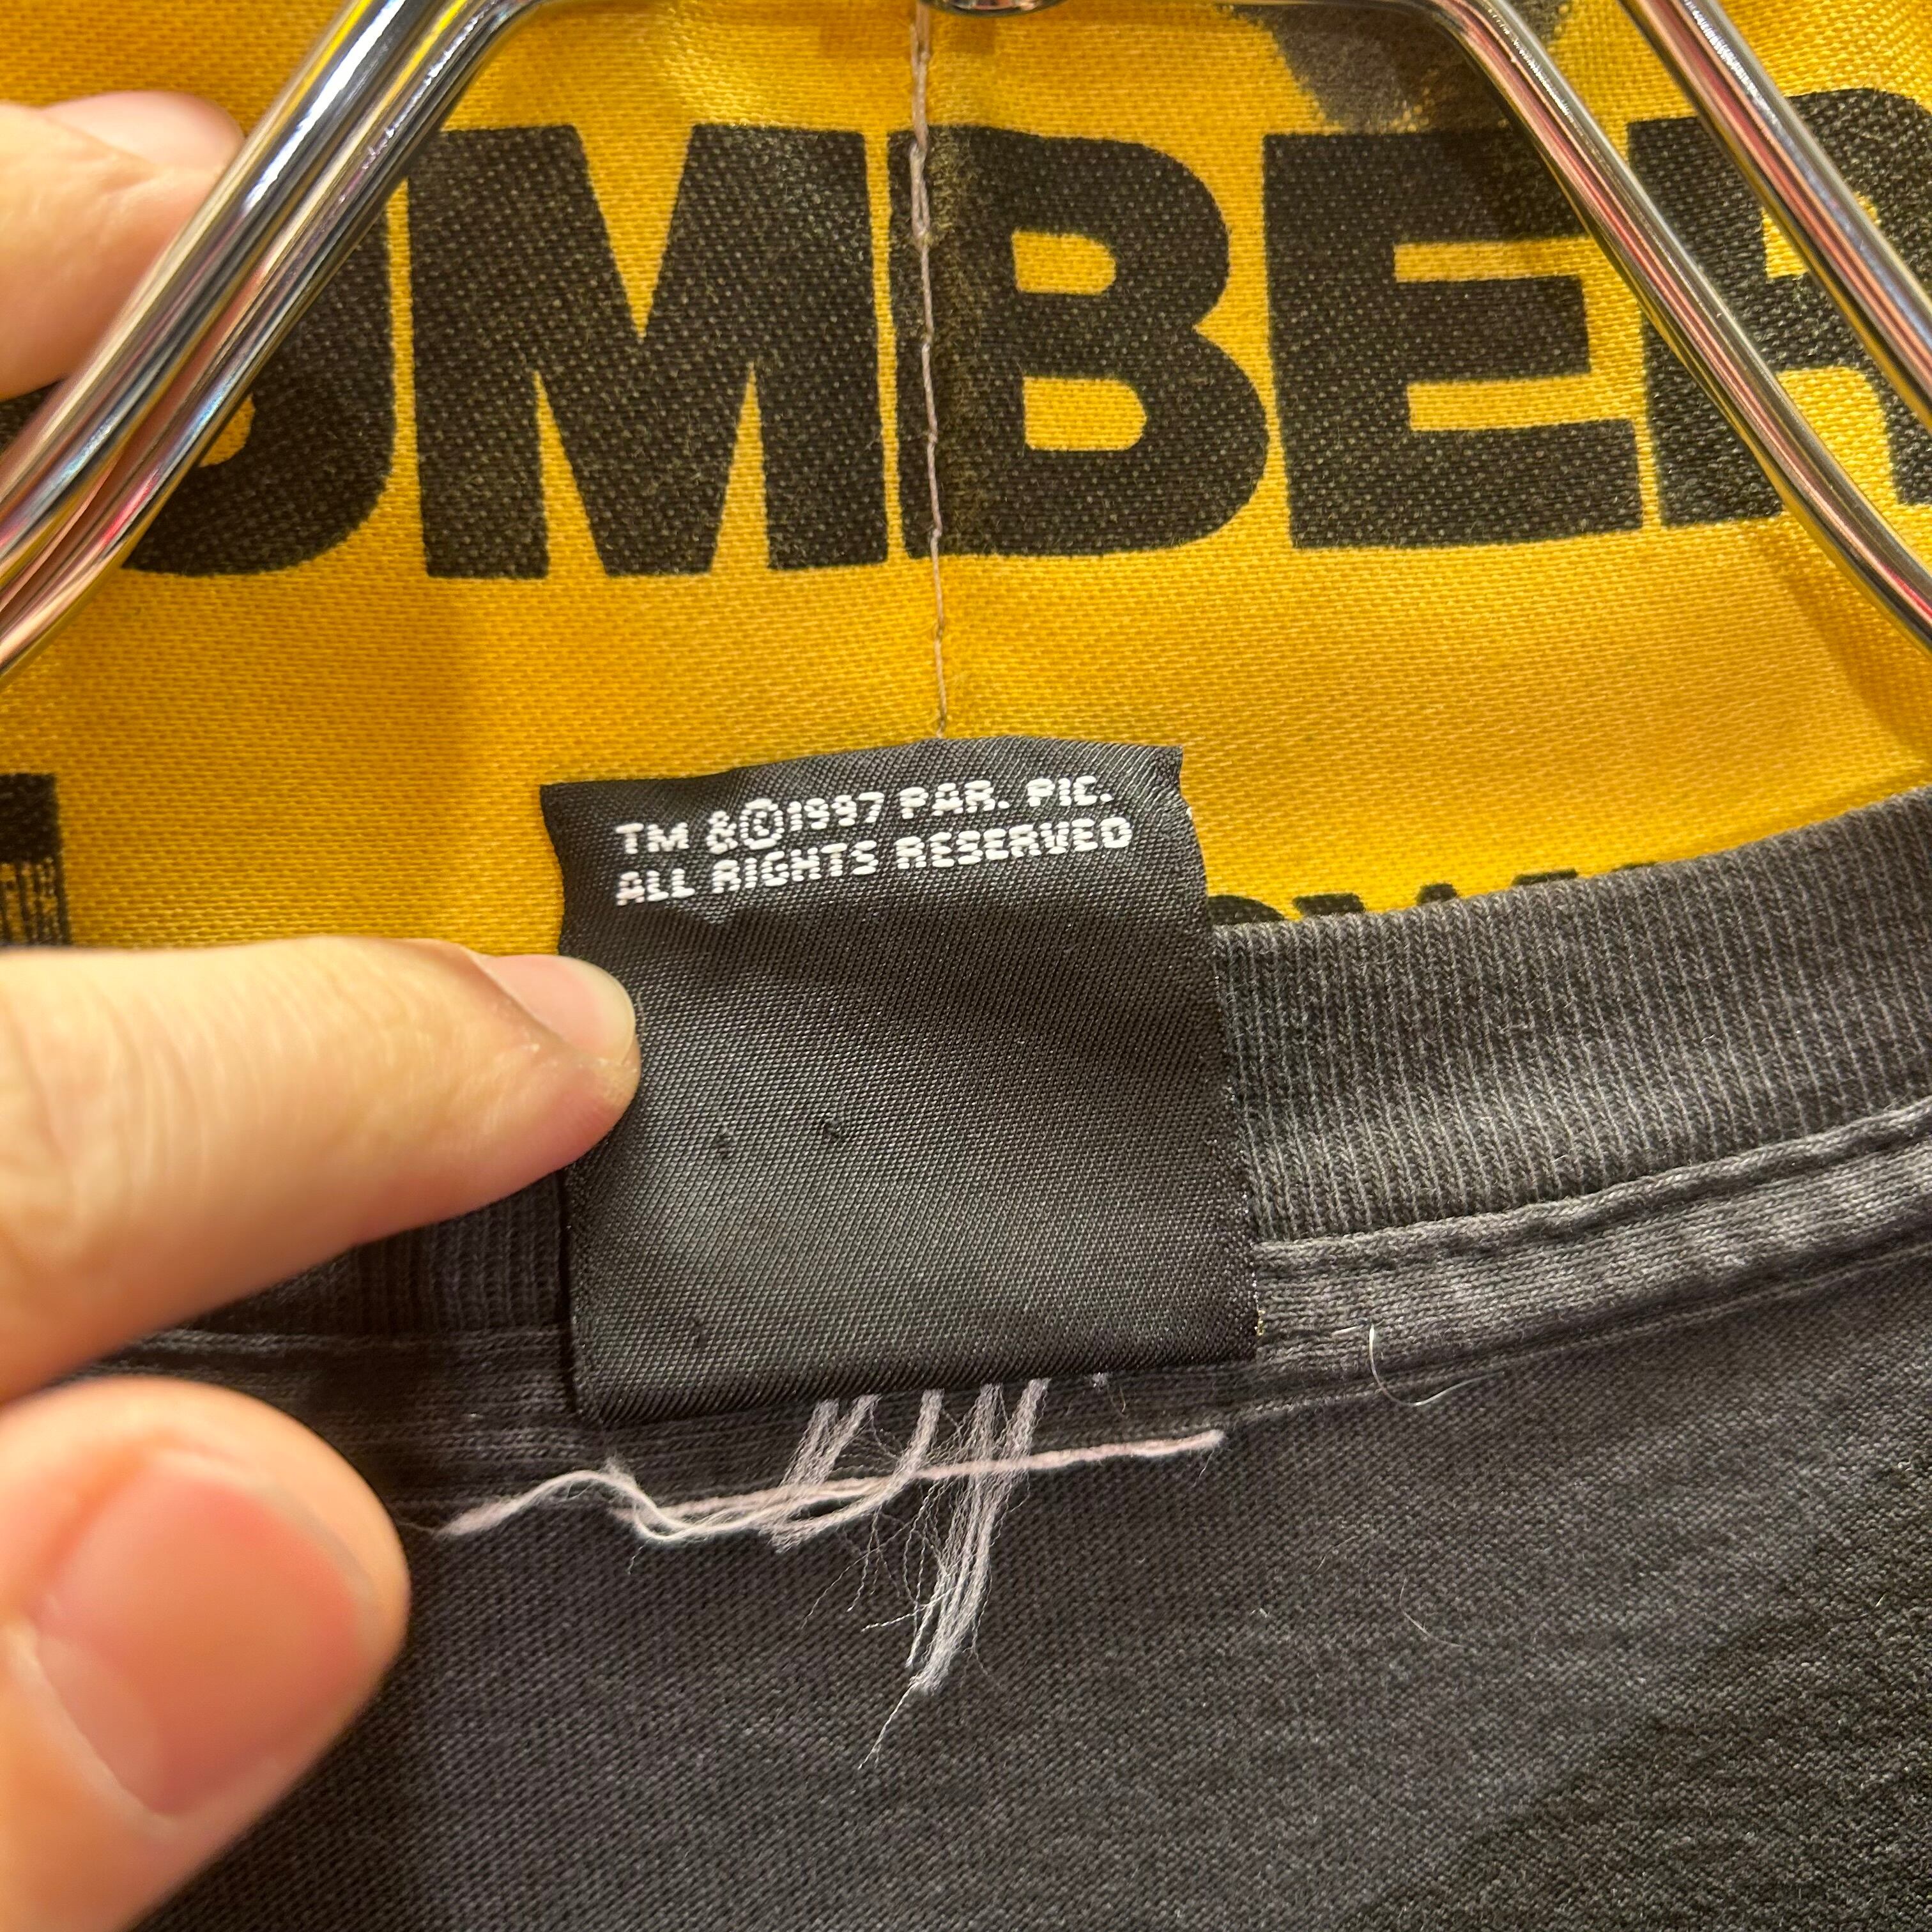 UMBER
TM &©1997 PAR. PIC.
ALL RIGHTS RESERVED